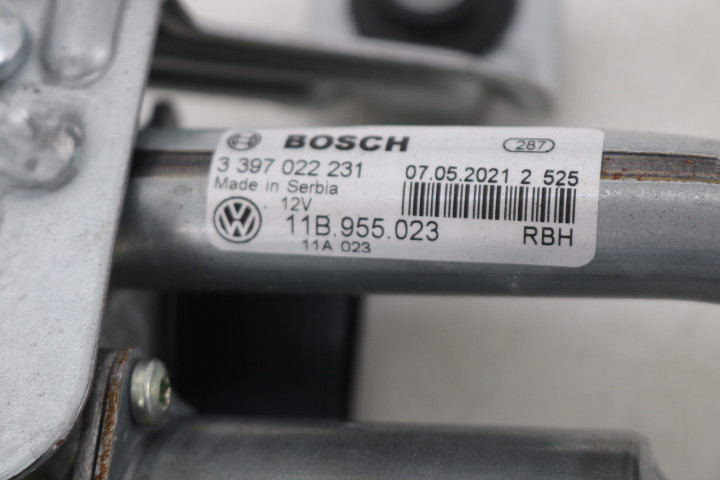 BOSCH 287
3 397 022 231 07.05.2021 2 525
Made in Serbia
12V
11B.955.023 RBH
11A 023